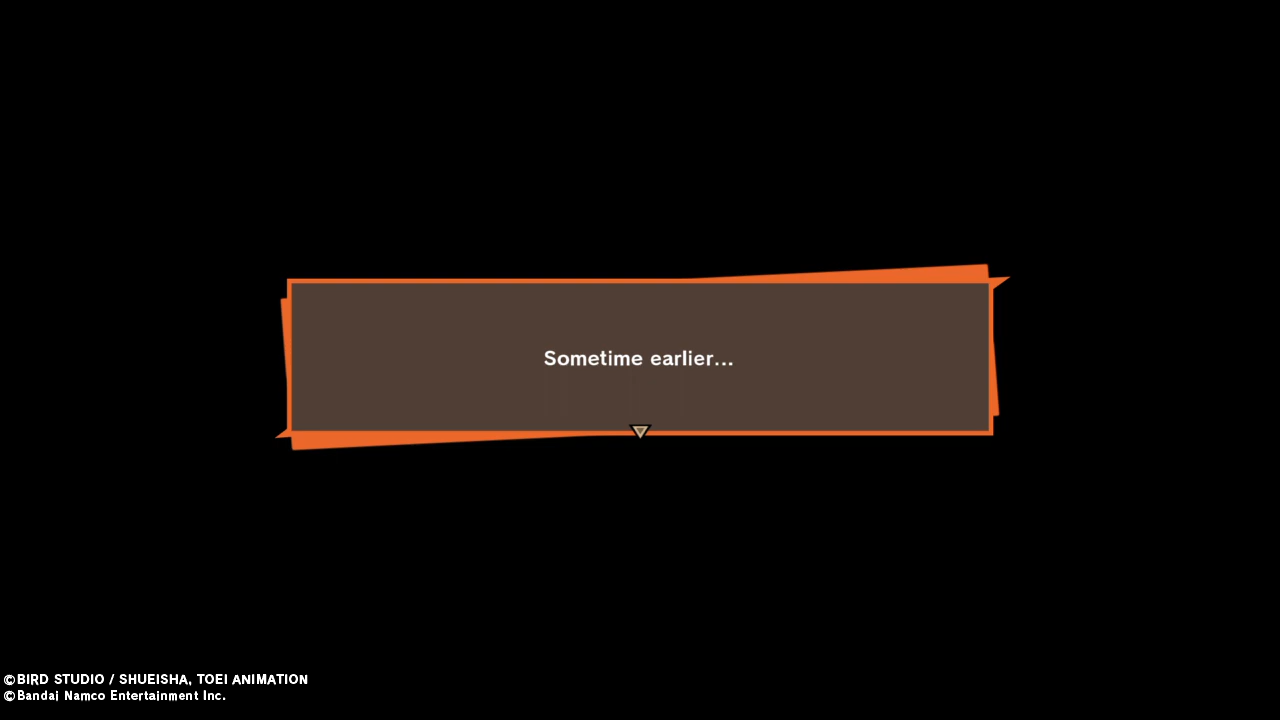 Sometime earlier...
©BIRD STUDIO / SHUEISHA, TOEI ANIMATION
©Bandai Namco Entertainment Inc.